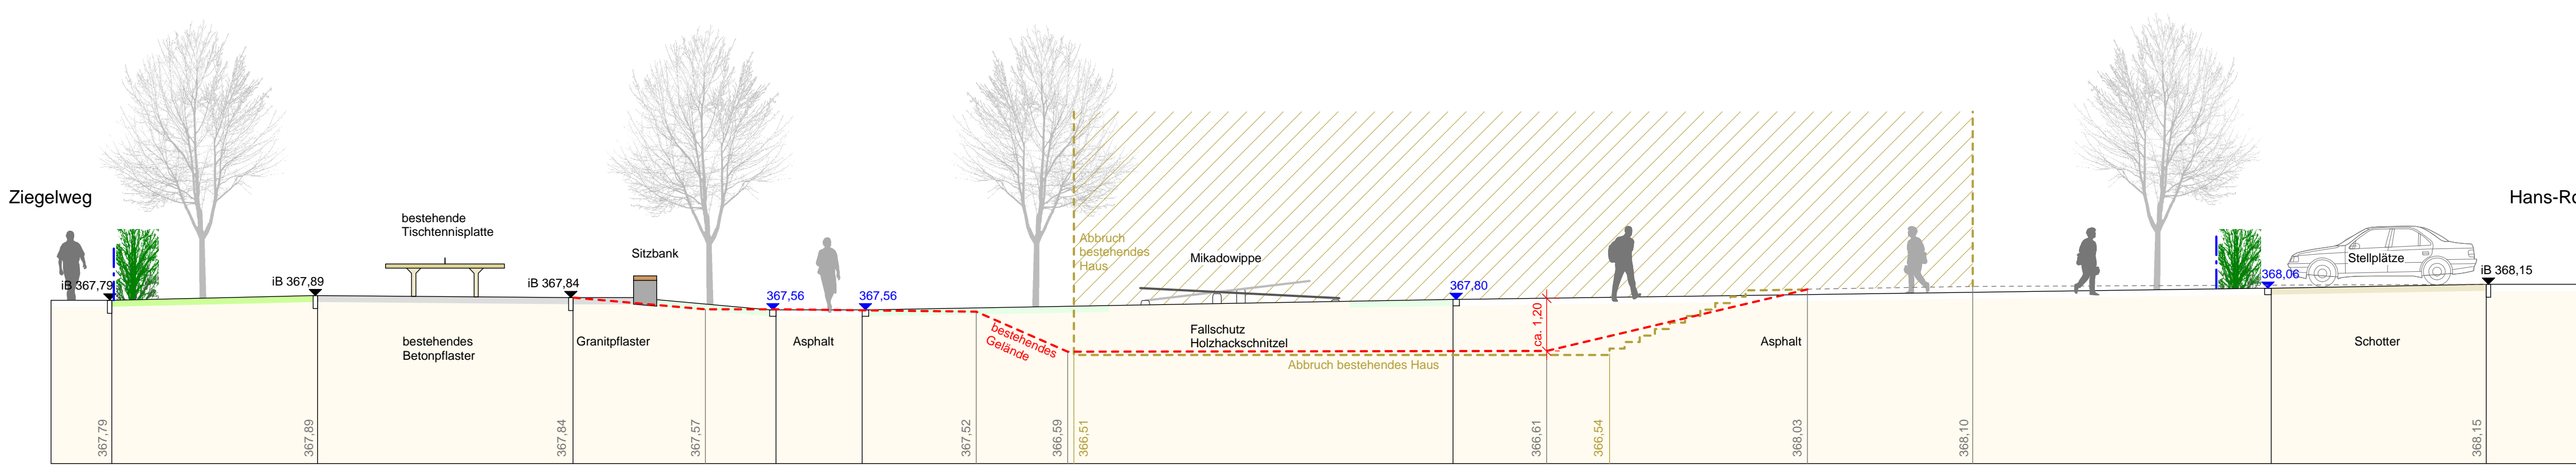 Ziegelweg
Hans-Ro
bestehende
Tischtennisplatte
Sitzbank
Abbruch
bestehendes
Haus
Mikadowippe
Stellplätze
iB 367,79
iB 367,89
iB 367,84
367,56
367,56
367,80
368,06
iB 368,15
ca. 1,20
bestehendes
Gelände
Fallschutz
Holzhackschnitzel
bestehendes
Betonpflaster
Granitpflaster
Asphalt
Abbruch bestehendes Haus
Asphalt
Schotter
367,79
367,89
367,84
367,57
367,52
366,59
366,51
366,61
366,54
368,03
368,10
368,15